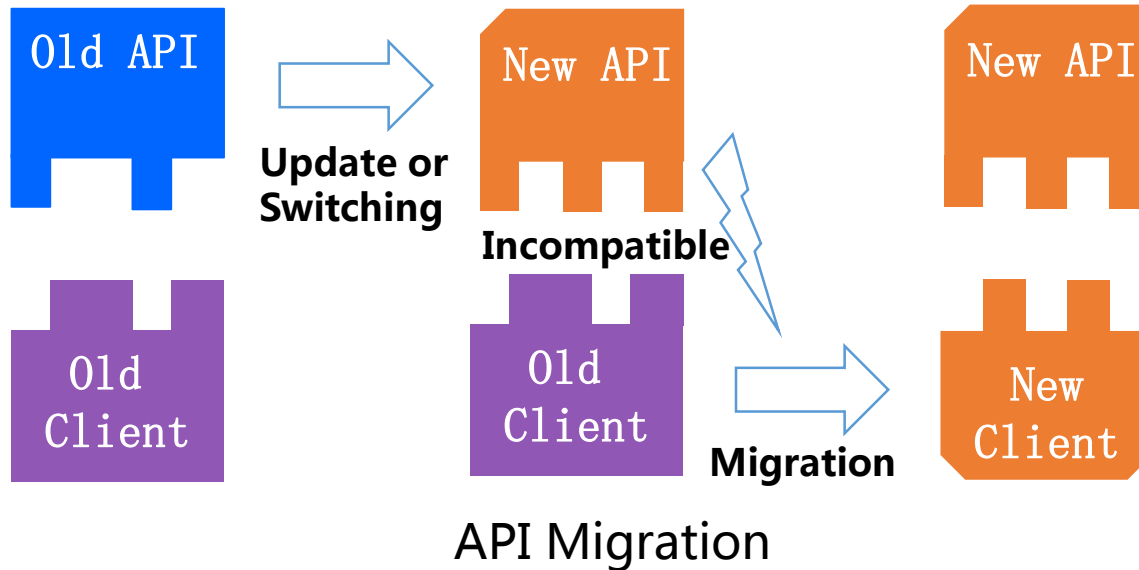 Old API
New API
New API
Update or
Switching
Incompatible
Old
Client
Old
Client
New
Client
Migration
API Migration